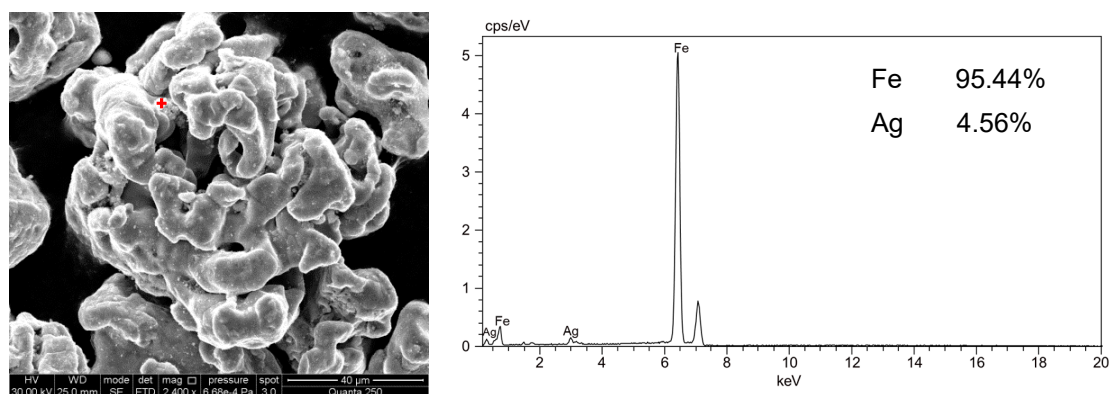 HV WD mode det mag □ pressure spot
40 µm
30.00 kV 25.0 mm SE ETD 2 400 x 6.68e-4 Pa 3.0 Quanta 250
cps/eV
5
4
3
2
1
0
Fe
Fe 95.44%
Ag 4.56%
Ag
Fe
Ag
2 4 6 8 10 12 14 16 18 20
keV